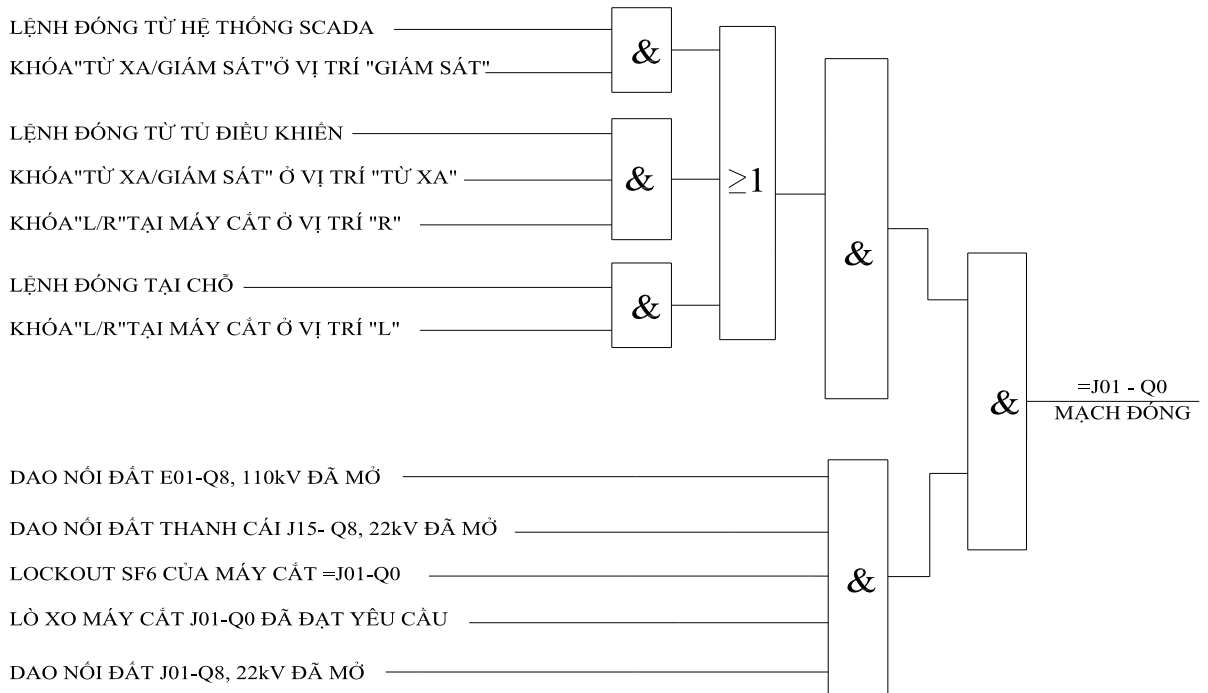 LỆNH ĐÓNG TỪ HỆ THỐNG SCADA
KHÓA"TỪ XA/GIÁM SÁT"Ở VỊ TRÍ "GIÁM SÁT"
&
LỆNH ĐÓNG TỪ TỦ ĐIỀU KHIỂN
KHÓA"TỪ XA/GIÁM SÁT" Ở VỊ TRÍ "TỪ XA"
KHÓA"L/R"TẠI MÁY CẮT Ở VỊ TRÍ "R"
&
≥1
LỆNH ĐÓNG TẠI CHỖ
KHÓA"L/R"TẠI MÁY CẮT Ở VỊ TRÍ "L"
&
&
&
=J01 - Q0
MẠCH ĐÓNG
DAO NỐI ĐẤT E01-Q8, 110kV ĐÃ MỞ
DAO NỐI ĐẤT THANH CÁI J15- Q8, 22kV ĐÃ MỞ
LOCKOUT SF6 CỦA MÁY CẮT =J01-Q0
LÒ XO MÁY CẮT J01-Q0 ĐÃ ĐẠT YÊU CẦU
DAO NỐI ĐẤT J01-Q8, 22kV ĐÃ MỞ
&